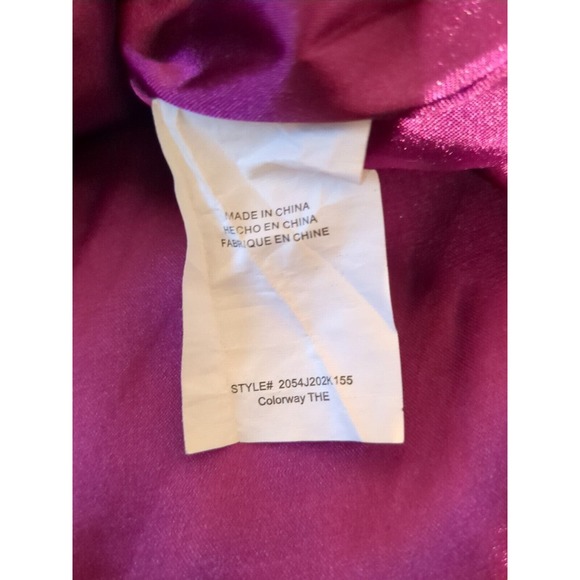 MADE IN CHINA
HECHO EN CHINA
FABRIQUE EN CHINE
STYLE# 2054J202K155
Colorway THE